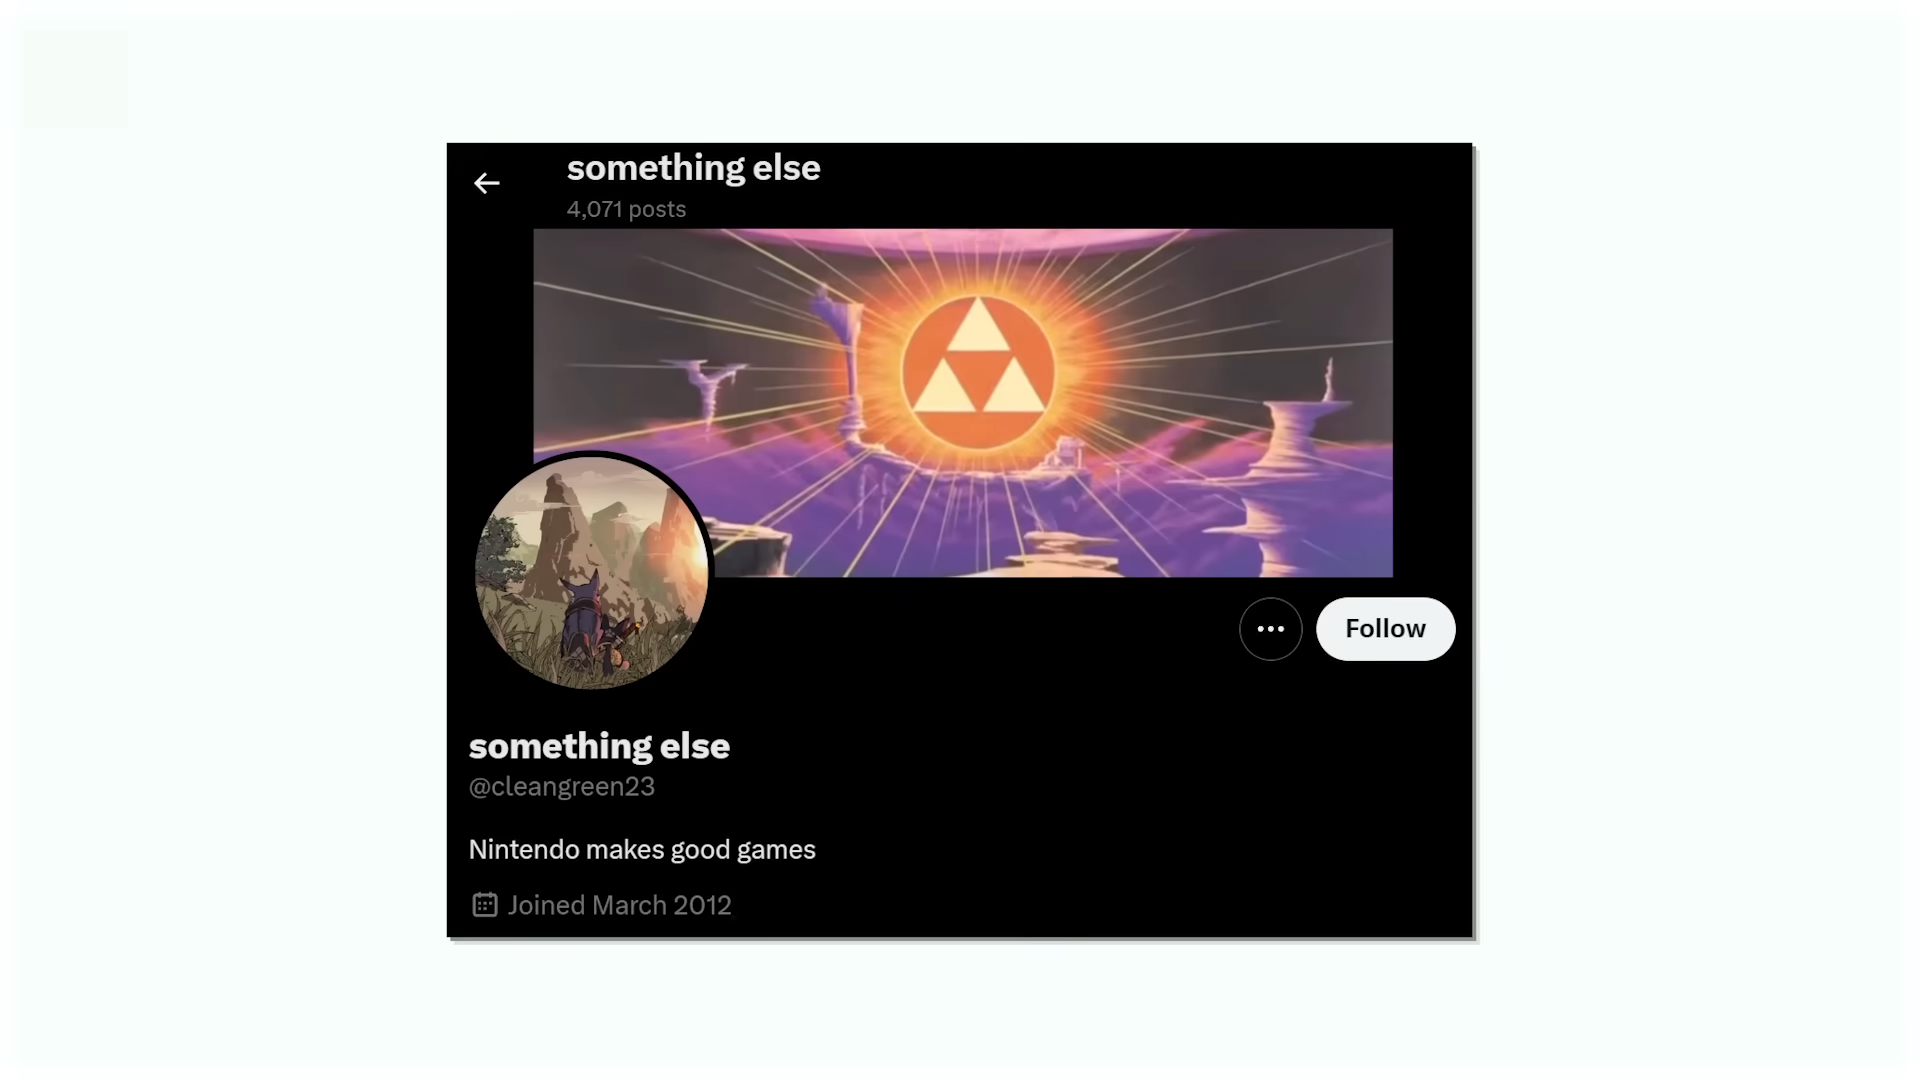 something else
4,071 posts
Follow
something else
@cleangreen23
Nintendo makes good games
Joined March 2012